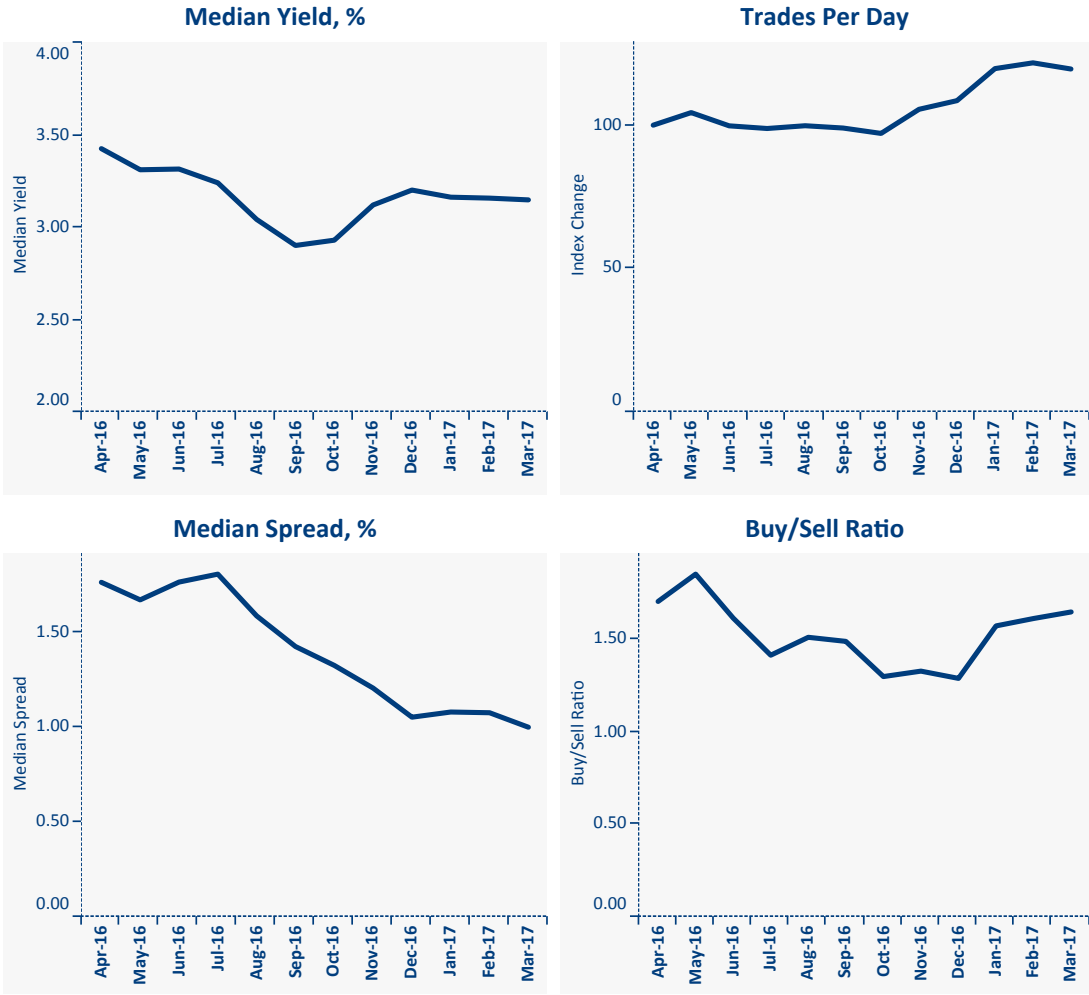 Median Yield, %
4.00
3.50
3.00
2.50
2.00
Median Yield
Apr-16
May-16
Jun-16
Jul-16
Aug-16
Sep-16
Oct-16
Nov-16
Dec-16
Jan-17
Feb-17
Mar-17
Trades Per Day
100
50
0
Index Change
Apr-16
May-16
Jun-16
Jul-16
Aug-16
Sep-16
Oct-16
Nov-16
Dec-16
Jan-17
Feb-17
Mar-17
Median Spread, %
1.50
1.00
0.50
0.00
Median Spread
Apr-16
May-16
Jun-16
Jul-16
Aug-16
Sep-16
Oct-16
Nov-16
Dec-16
Jan-17
Feb-17
Mar-17
Buy/Sell Ratio
1.50
1.00
0.50
0.00
Buy/Sell Ratio
Apr-16
May-16
Jun-16
Jul-16
Aug-16
Sep-16
Oct-16
Nov-16
Dec-16
Jan-17
Feb-17
Mar-17